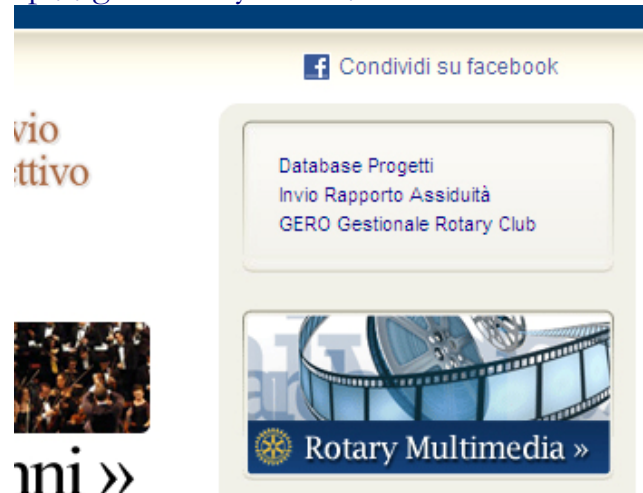 Condividi su facebook
vio
ttivo
Database Progetti
Invio Rapporto Assiduità
GERO Gestionale Rotary Club
Rotary Multimedia »
nni »